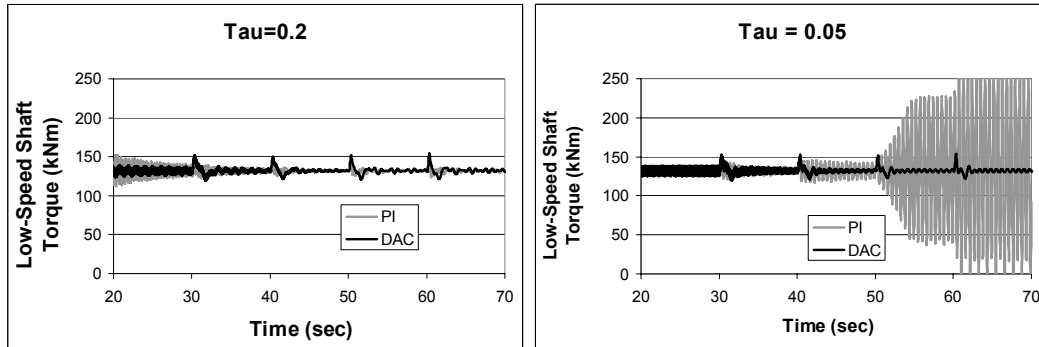 Tau=0.2
Low-Speed Shaft
Torque (kNm)
250
200
150
100
50
0
PI
DAC
20 30 40 50 60 70
Time (sec)
Tau = 0.05
Low-Speed Shaft
Torque (kNm)
250
200
150
100
50
0
PI
DAC
20 30 40 50 60 70
Time (sec)